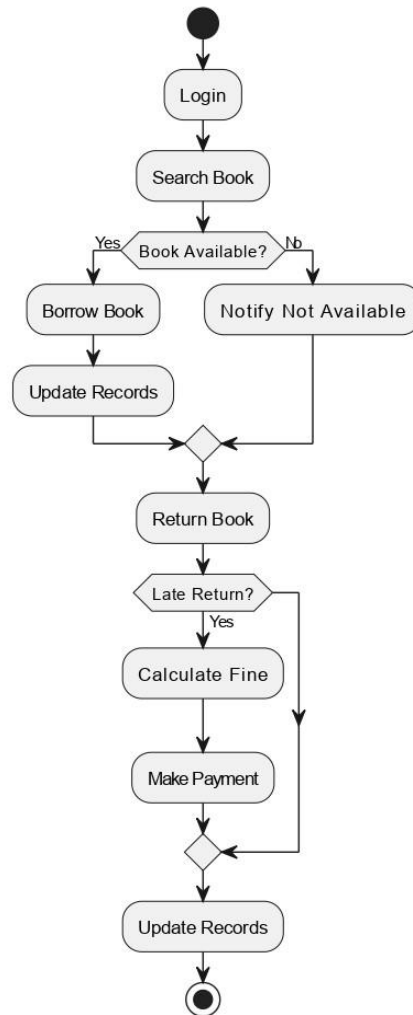 Login
Search Book
Yes
Book Available?
No
Borrow Book
Notify Not Available
Update Records
Return Book
Late Return?
Yes
Calculate Fine
Make Payment
Update Records